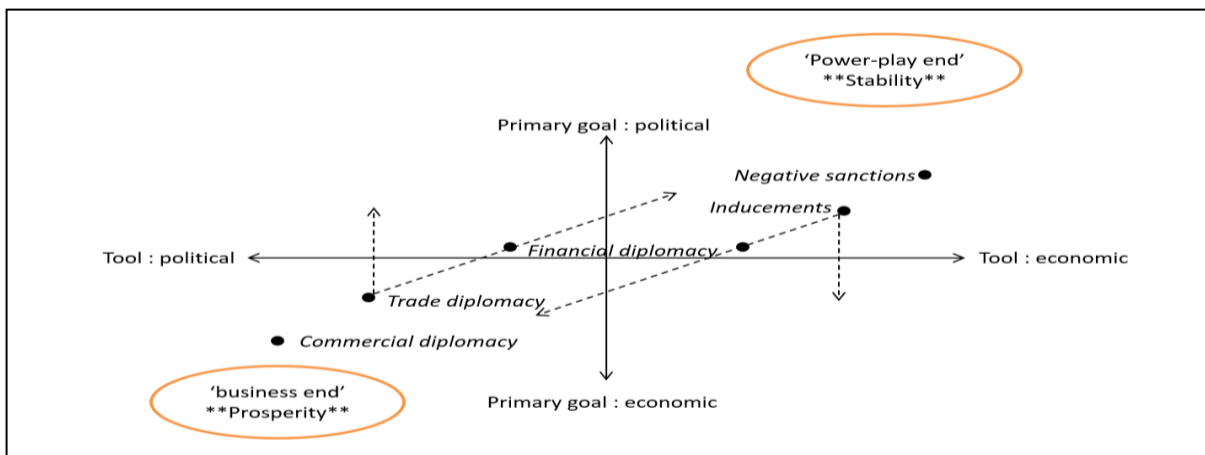 ‘Power-play end’
**Stability**
Primary goal : political
Negative sanctions
Inducements
Tool : political
Financial diplomacy
Tool : economic
Trade diplomacy
Commercial diplomacy
‘business end’
**Prosperity**
Primary goal : economic